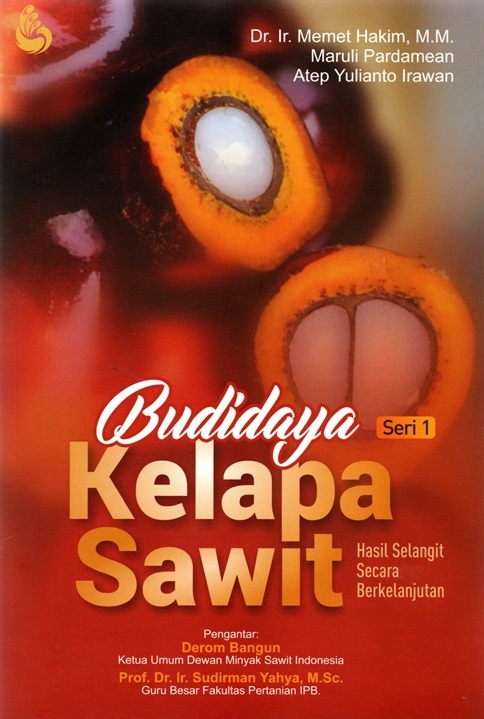 Dr. Ir. Memet Hakim, M.M.
Maruli Pardamean
Atep Yulianto Irawan
Budidaya
Seri 1
Kelapa
Sawit
Hasil Selangit
Secara
Berkelanjutan
Pengantar:
Derom Bangun
Ketua Umum Dewan Minyak Sawit Indonesia
Prof. Dr. Ir. Sudirman Yahya, M.Sc.
Guru Besar Fakultas Pertanian IPB.